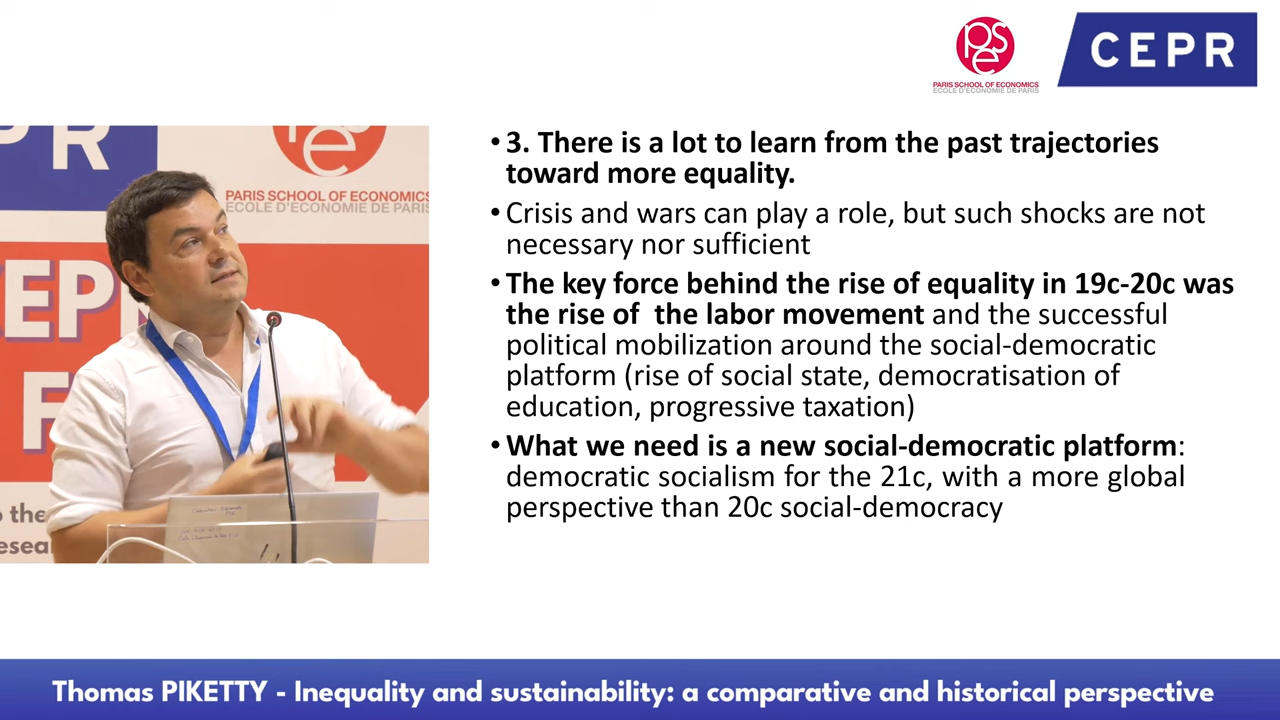 pse
PARIS SCHOOL OF ECONOMICS
ECOLE D'ECONOMIE DE PARIS
CEPR
PR
e
PARIS SCHOOL OF ECONOMICS
ECOLE D'ECONOMIE DE PARIS
EPR
F
o the
esea
• 3. There is a lot to learn from the past trajectories
toward more equality.
• Crisis and wars can play a role, but such shocks are not
necessary nor sufficient
• The key force behind the rise of equality in 19c-20c was
the rise of  the labor movement and the successful
political mobilization around the social-democratic
platform (rise of social state, democratisation of
education, progressive taxation)
• What we need is a new social-democratic platform:
democratic socialism for the 21c, with a more global
perspective than 20c social-democracy
Thomas PIKETTY - Inequality and sustainability: a comparative and historical perspective